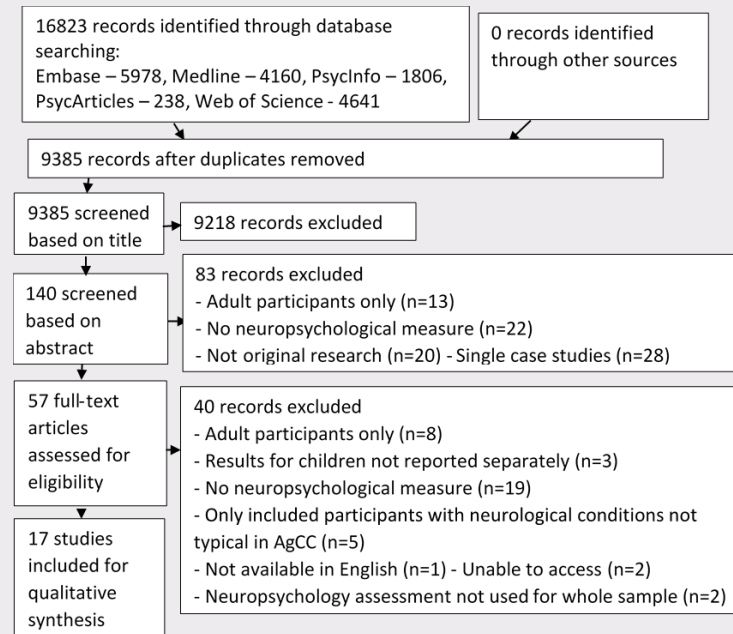 16823 records identified through database
searching:
Embase – 5978, Medline – 4160, PsycInfo – 1806,
PsycArticles – 238, Web of Science - 4641
0 records identified
through other sources
9385 records after duplicates removed
9385 screened
based on title
9218 records excluded
140 screened
based on
abstract
83 records excluded
- Adult participants only (n=13)
- No neuropsychological measure (n=22)
- Not original research (n=20) - Single case studies (n=28)
57 full-text
articles
assessed for
eligibility
40 records excluded
- Adult participants only (n=8)
- Results for children not reported separately (n=3)
- No neuropsychological measure (n=19)
- Only included participants with neurological conditions not
typical in AgCC (n=5)
- Not available in English (n=1) - Unable to access (n=2)
- Neuropsychology assessment not used for whole sample (n=2)
17 studies
included for
qualitative
synthesis